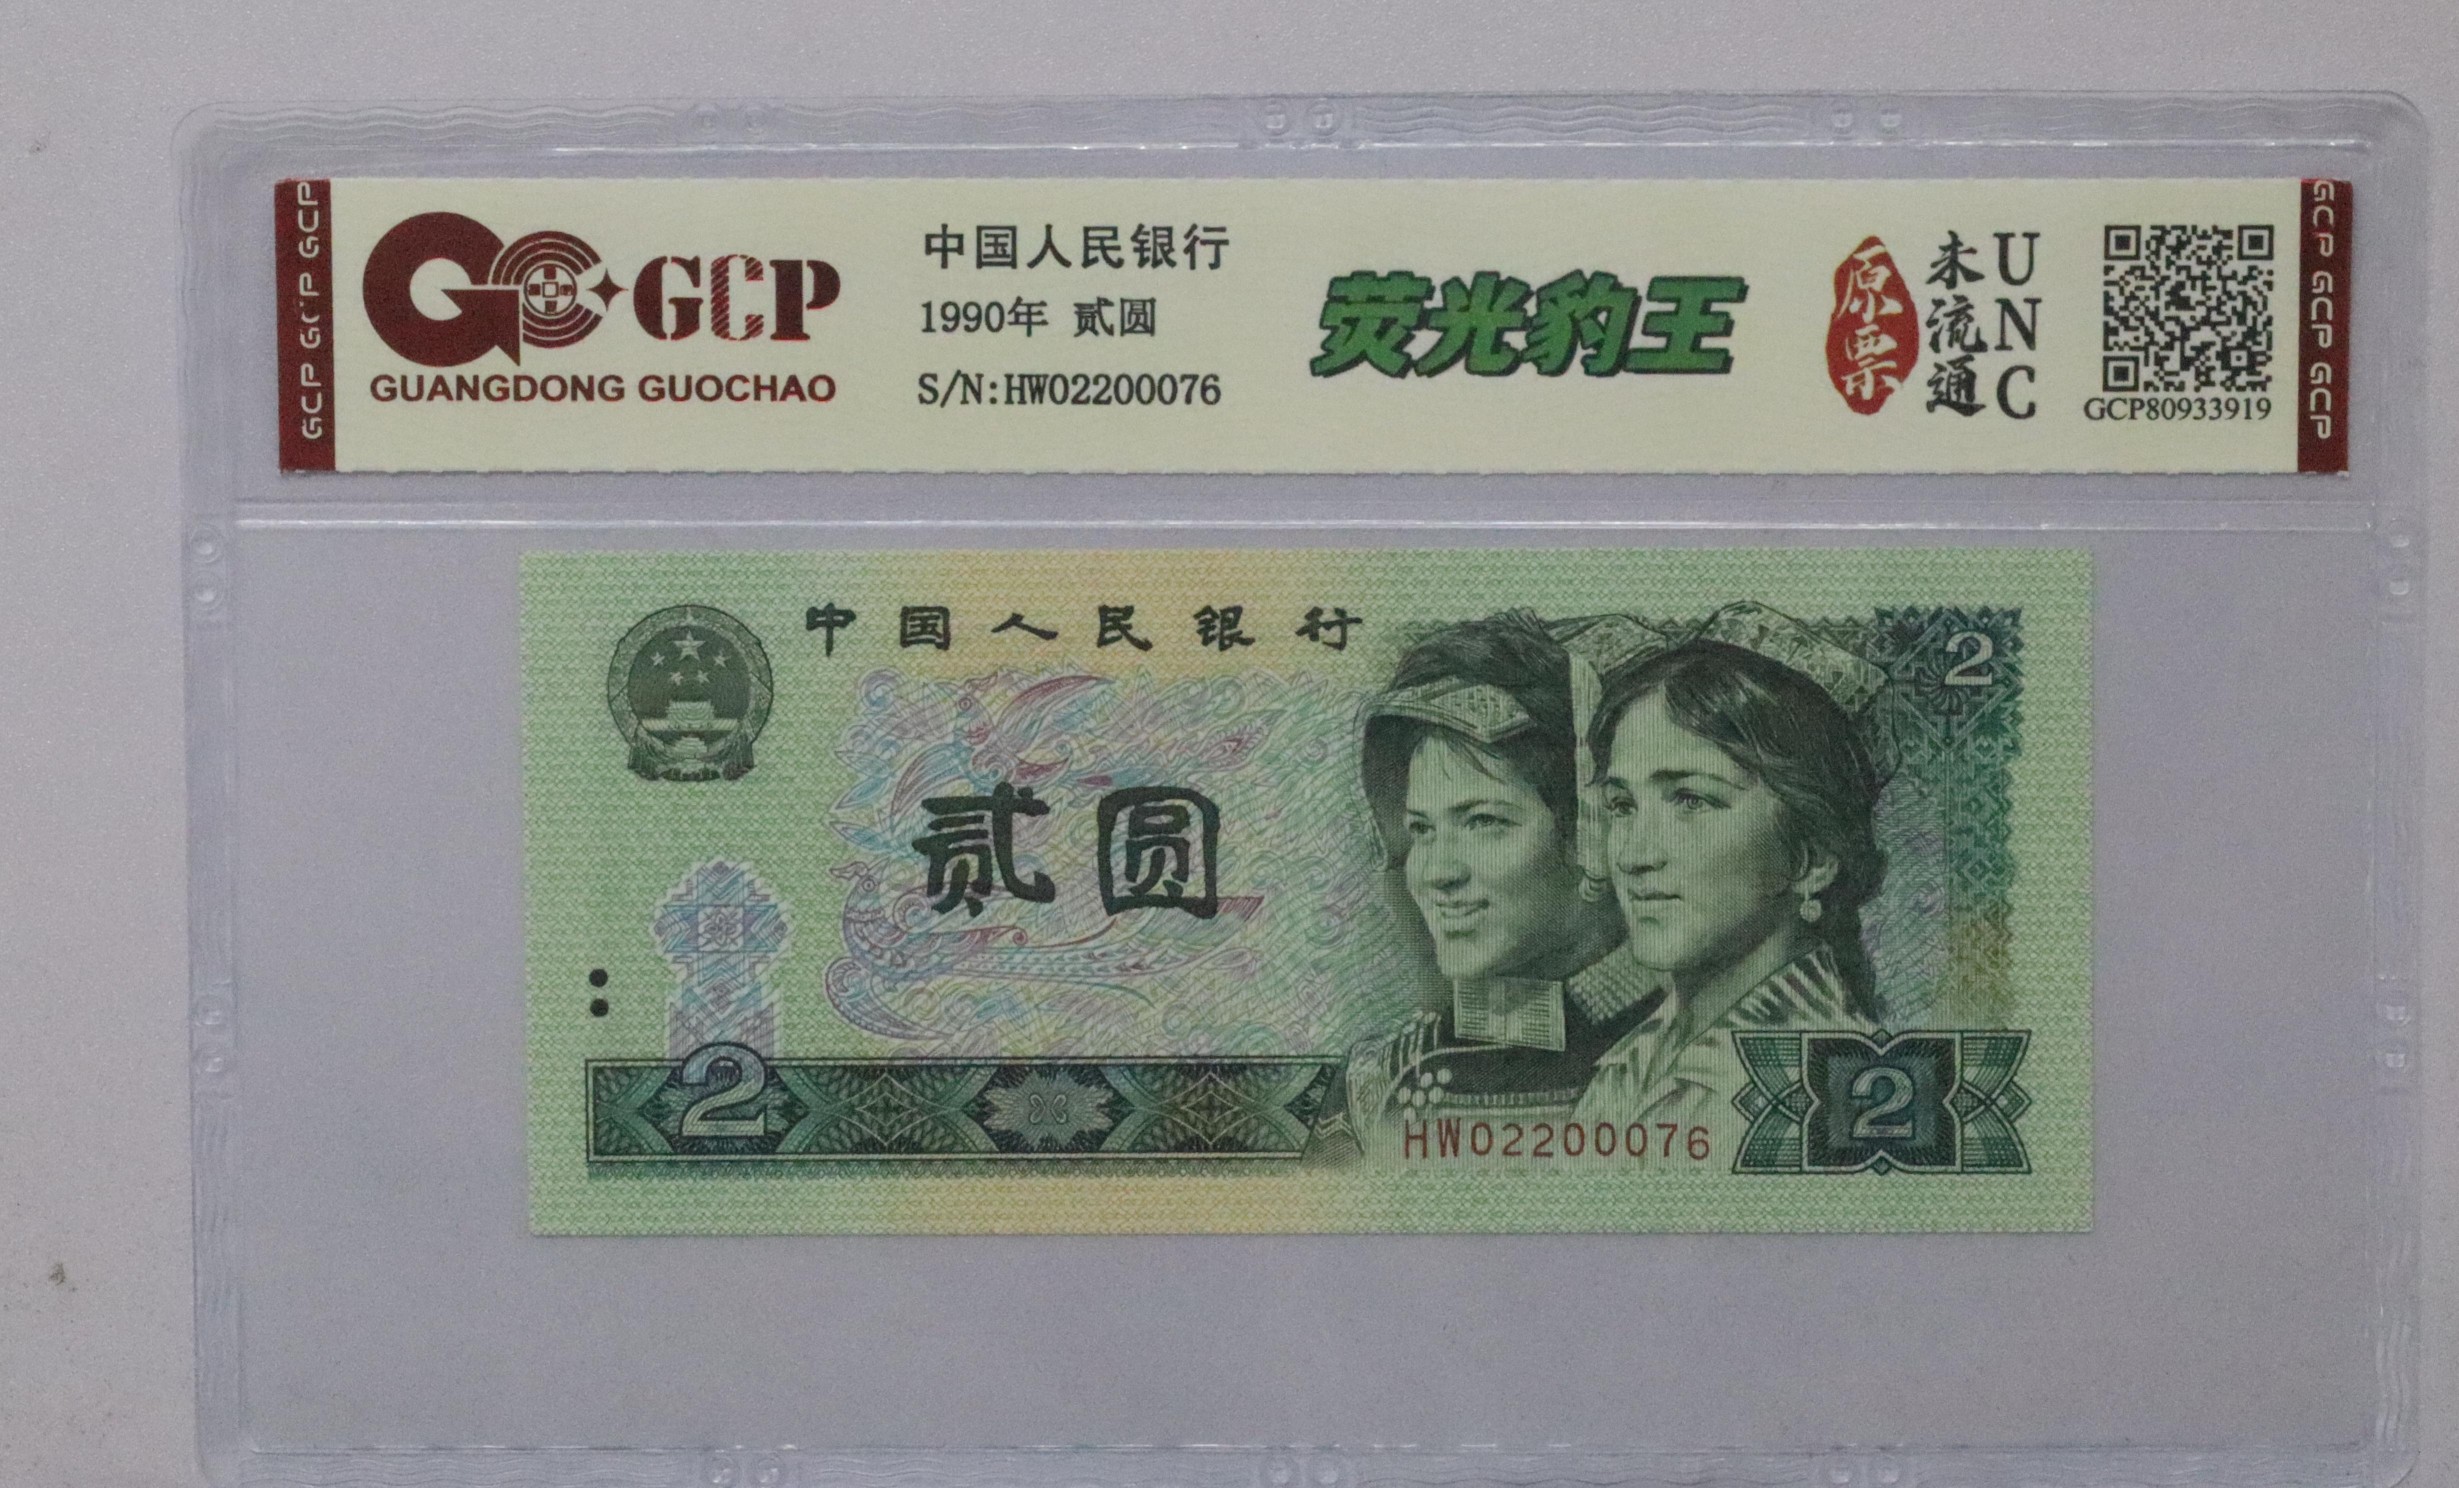 GCP GCP GCP
GCP
GUANGDONG GUOCHAO
中国人民银行
1990年 贰圆
S/N:HW02200076
荧光豹王
原票
未流通
UNC
GCP80933919
GCP GCP GCP
中国人民银行
2
贰圆
2
HW02200076
2